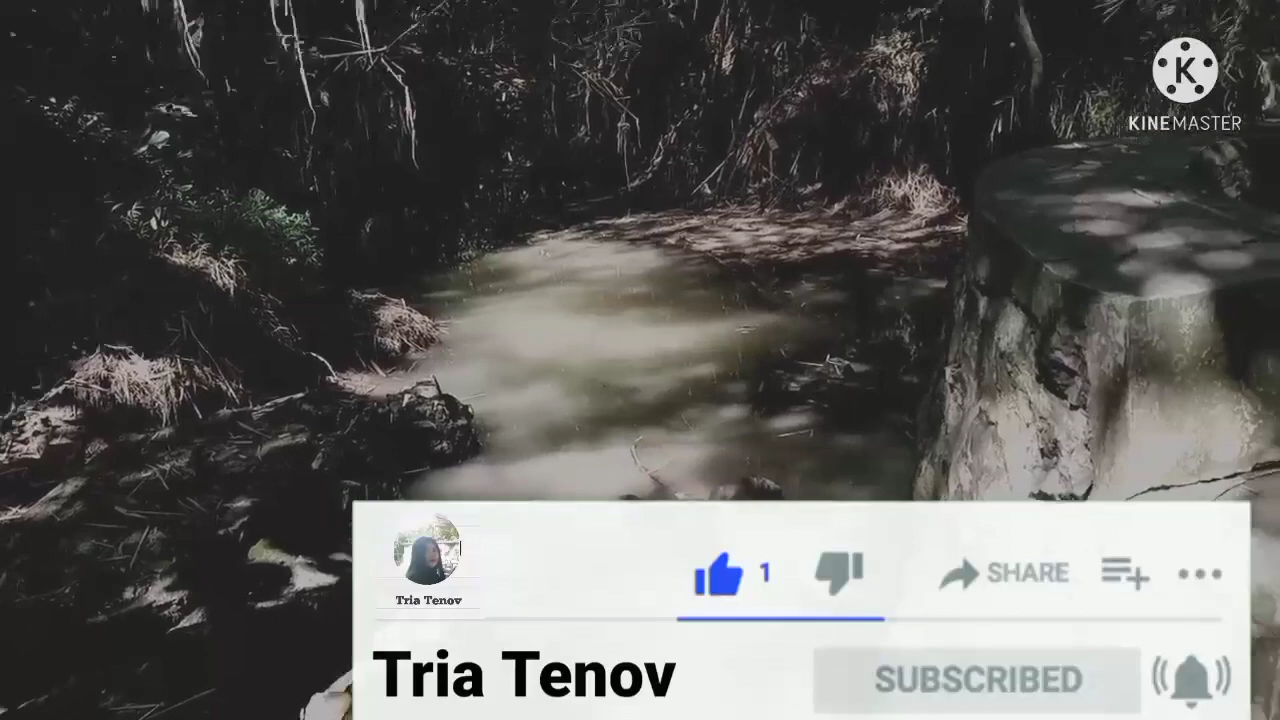 K
KINEMASTER
1
SHARE
Tria Tenov
Tria Tenov
SUBSCRIBED